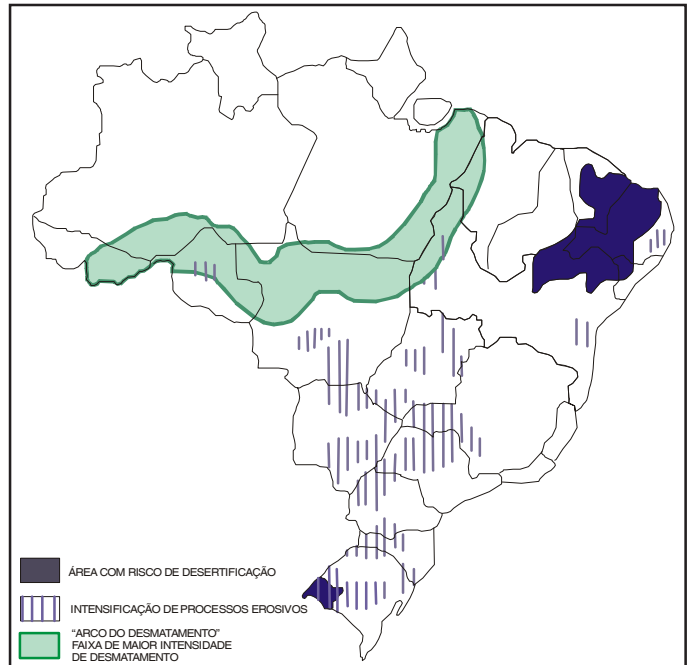 ÁREA COM RISCO DE DESERTIFICAÇÃO
INTENSIFICAÇÃO DE PROCESSOS EROSIVOS
"ARCO DO DESMATAMENTO"
FAIXA DE MAIOR INTENSIDADE
DE DESMATAMENTO